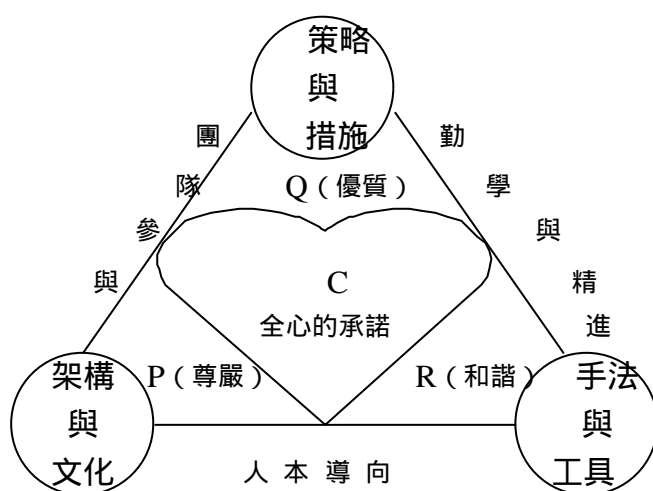 策略
與
措施
團隊參與
勤學與精進
Q（優質）
C
全心的承諾
P（尊嚴）
R（和諧）
架構
與
文化
手法
與
工具
人本導向